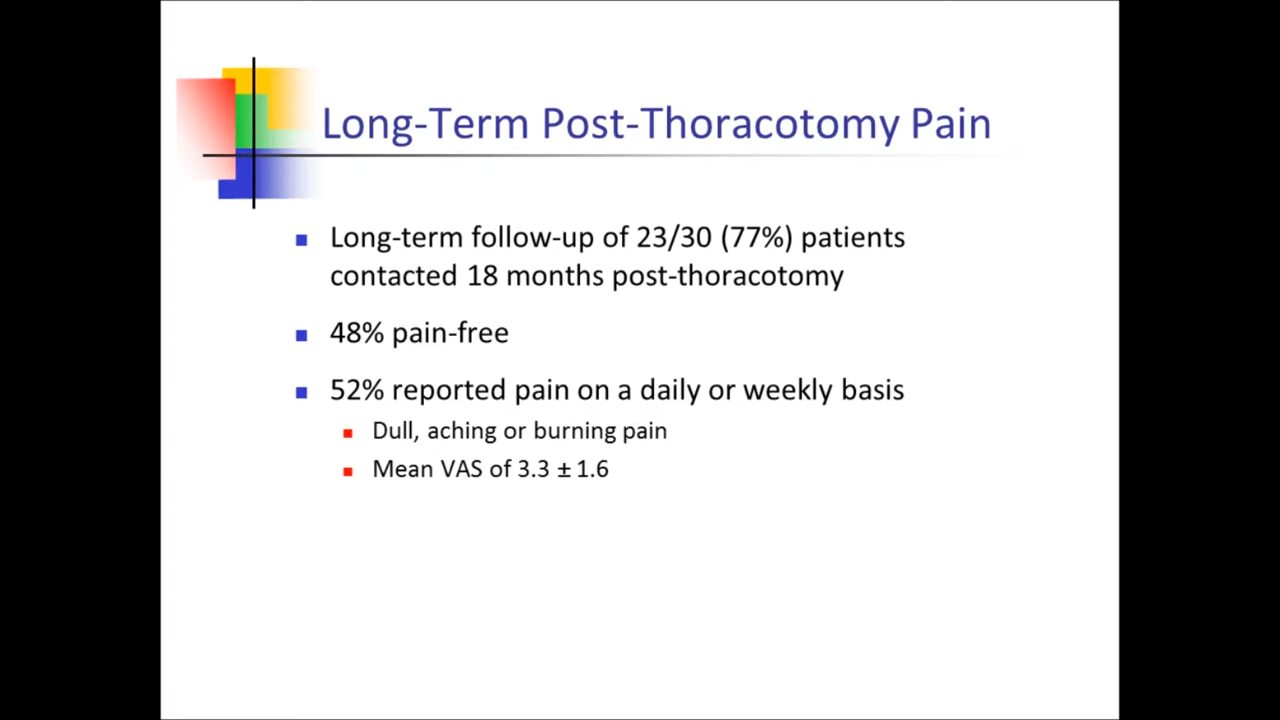 Long-Term Post-Thoracotomy Pain
Long-term follow-up of 23/30 (77%) patients
contacted 18 months post-thoracotomy
48% pain-free
52% reported pain on a daily or weekly basis
Dull, aching or burning pain
Mean VAS of 3.3 ± 1.6